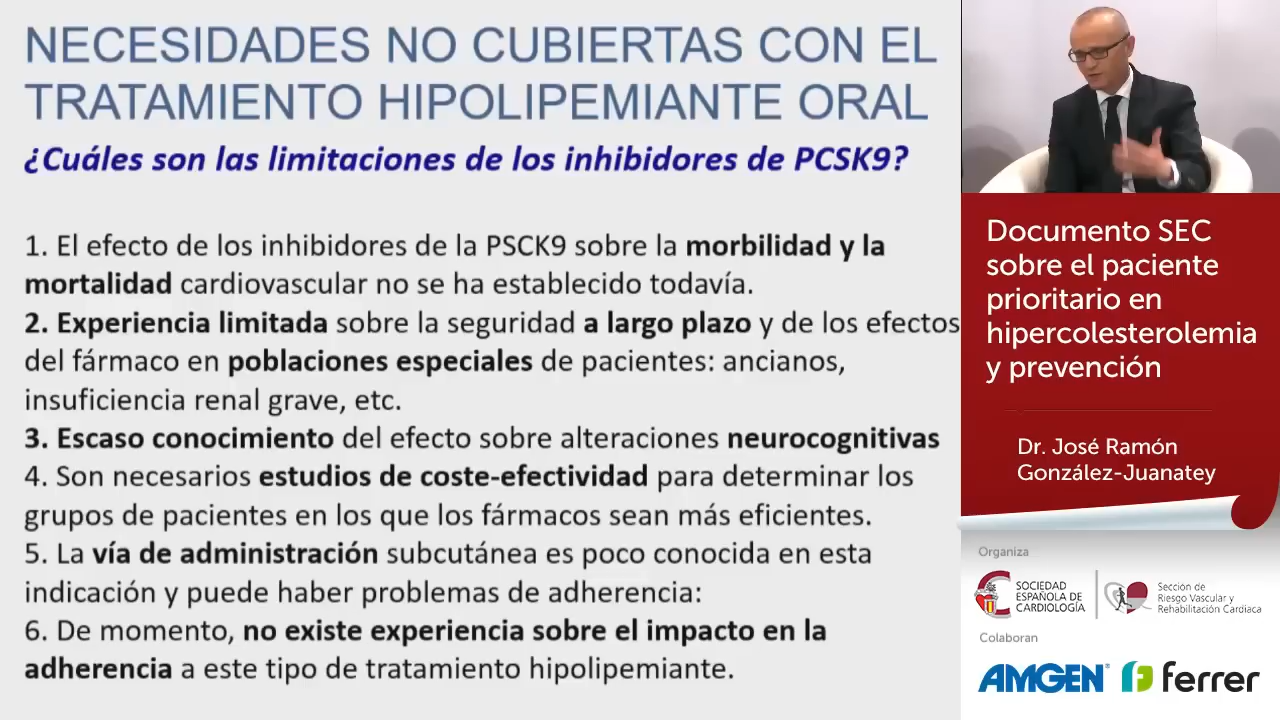 NECESIDADES NO CUBIERTAS CON EL
TRATAMIENTO HIPOLIPEMIANTE ORAL
¿Cuáles son las limitaciones de los inhibidores de PCSK9?
1. El efecto de los inhibidores de la PSCK9 sobre la morbilidad y la
mortalidad cardiovascular no se ha establecido todavía.
2. Experiencia limitada sobre la seguridad a largo plazo y de los efectos
del fármaco en poblaciones especiales de pacientes: ancianos,
insuficiencia renal grave, etc.
3. Escaso conocimiento del efecto sobre alteraciones neurocognitivas
4. Son necesarios estudios de coste-efectividad para determinar los
grupos de pacientes en los que los fármacos sean más eficientes.
5. La vía de administración subcutánea es poco conocida en esta
indicación y puede haber problemas de adherencia:
6. De momento, no existe experiencia sobre el impacto en la
adherencia a este tipo de tratamiento hipolipemiante.
Documento SEC
sobre el paciente
prioritario en
hipercolesterolemia
y prevención
Dr. José Ramón
González-Juanatey
Organiza
SOCIEDAD
ESPAÑOLA DE
CARDIOLOGÍA
Sección de
Riesgo Vascular y
Rehabilitación Cardiaca
Colaboran
AMGEN®
ferrer